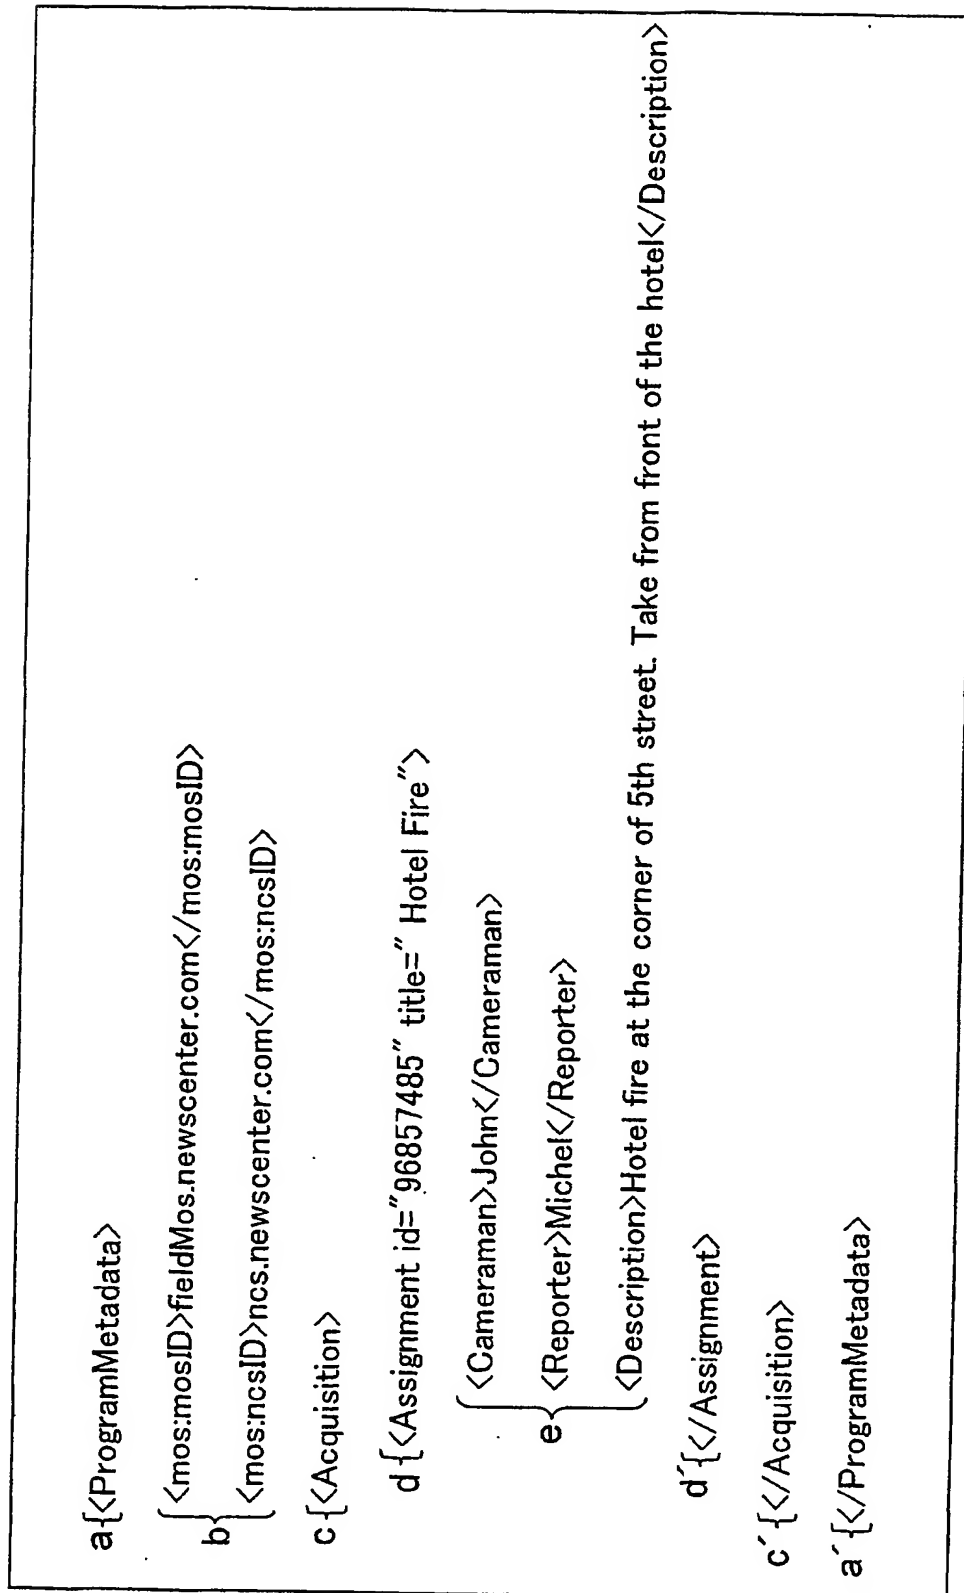 a{<ProgramMetadata>
b{<mos:mosID>fieldMos.newscenter.com</mos:mosID>
<mos:ncsID>ncs.newscenter.com</mos:ncsID>
c{<Acquisition>
d{<Assignment id="96857485" title="Hotel Fire">
<Cameraman>John</Cameraman>
e{<Reporter>Michel</Reporter>
<Description>Hotel fire at the corner of 5th street. Take from front of the hotel</Description>
d´{</Assignment>
c´{</Acquisition>
a´{</ProgramMetadata>